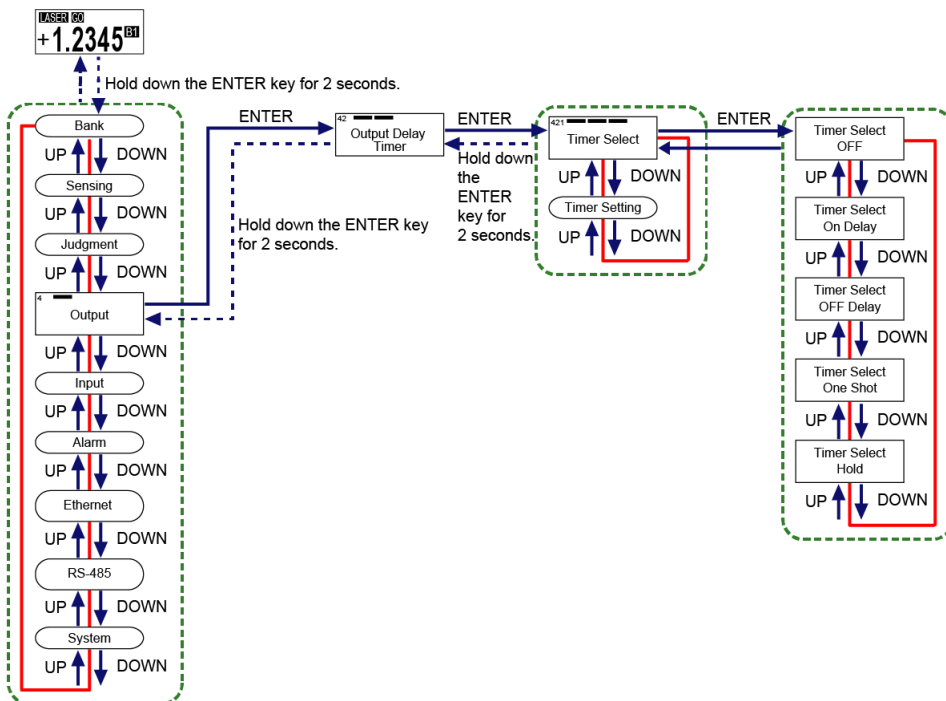 LASER GO
+1.2345 B1
Hold down the ENTER key for 2 seconds.
Bank
UP DOWN
Sensing
UP DOWN
Judgment
UP DOWN
4
Output
UP DOWN
Input
UP DOWN
Alarm
UP DOWN
Ethernet
UP DOWN
RS-485
UP DOWN
System
UP DOWN
ENTER
Hold down the ENTER key
for 2 seconds.
42
Output Delay
Timer
ENTER
Hold down
the
ENTER
key for
2 seconds.
421
Timer Select
UP DOWN
Timer Setting
UP DOWN
ENTER
Timer Select
OFF
UP DOWN
Timer Select
On Delay
UP DOWN
Timer Select
OFF Delay
UP DOWN
Timer Select
One Shot
UP DOWN
Timer Select
Hold
UP DOWN